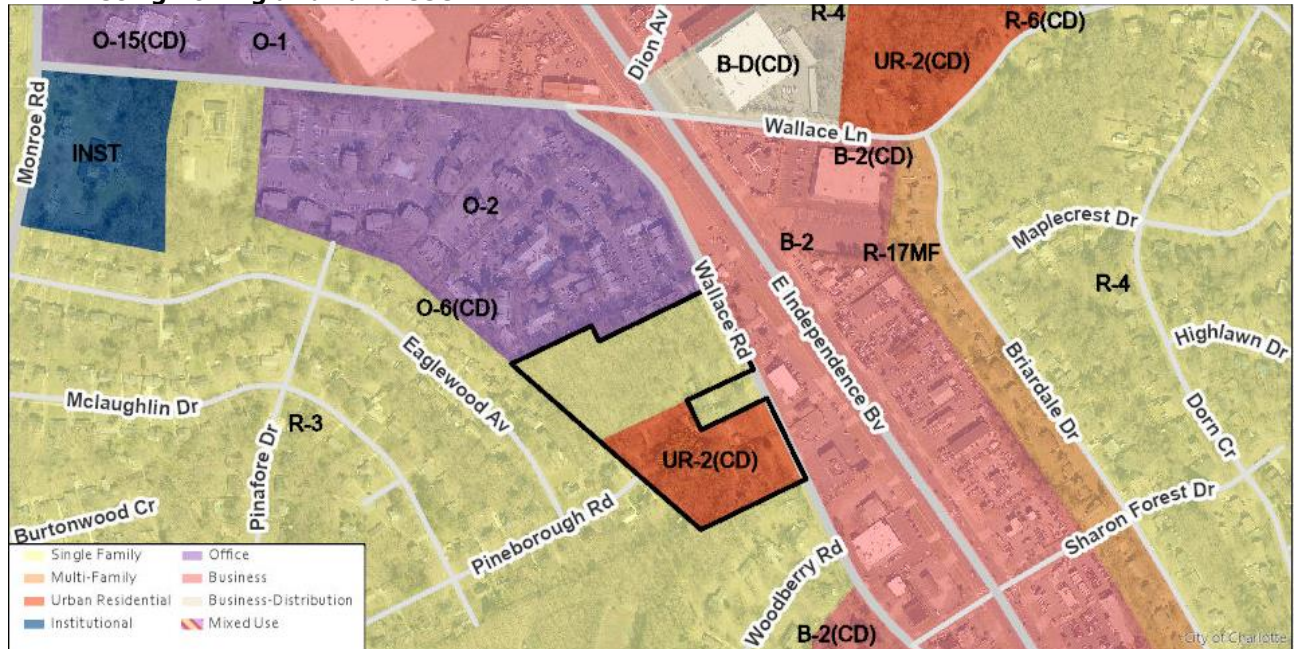 R-4
R-6(CD)
O-15(CD)
O-1
Dion Av
B-D(CD)
UR-2(CD)
Monroe Rd
INST
Wallace Ln
B-2(CD)
O-2
Maplecrest Dr
B-2
R-17MF
R-4
Wallace Rd
E Independence Bv
O-6(CD)
Highlawn Dr
Eaglewood Av
Briardale Dr
Mclaughlin Dr
R-3
Dorn Cr
Pinafore Dr
UR-2(CD)
Burtonwood Cr
Pineborough Rd
Sharon Forest Dr
Woodberry Rd
B-2(CD)
Single Family
Multi-Family
Urban Residential
Institutional
Office
Business
Business-Distribution
Mixed Use
City of Charlotte